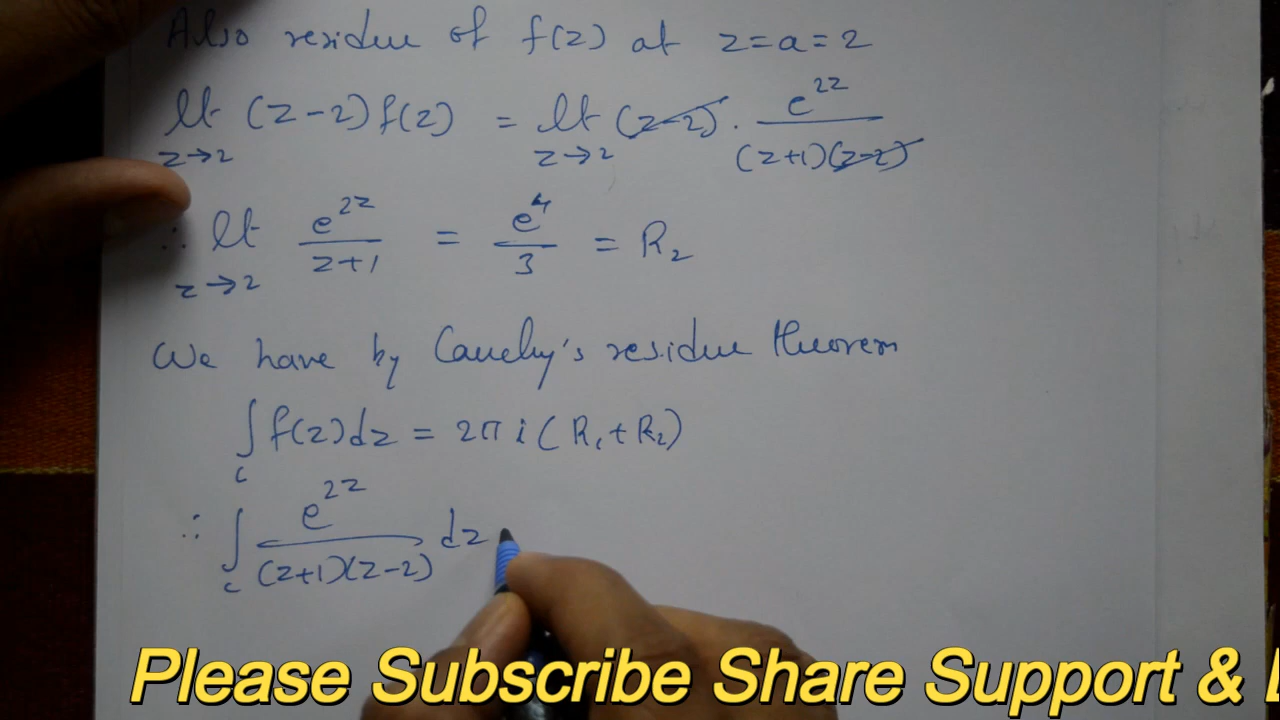 Also residue of f(z) at z=a=2
lt z→2 (z-2)f(z) = lt z→2 (z-2) . e^2z / (z+1)(z-2)
∴ lt z→2 e^2z / z+1 = e^4 / 3 = R₂
We have by Cauchy's residue theorem
∫c f(z)dz = 2πi(R₁+R₂)
∴ ∫c e^2z / (z+1)(z-2) dz
Please Subscribe Share Support &